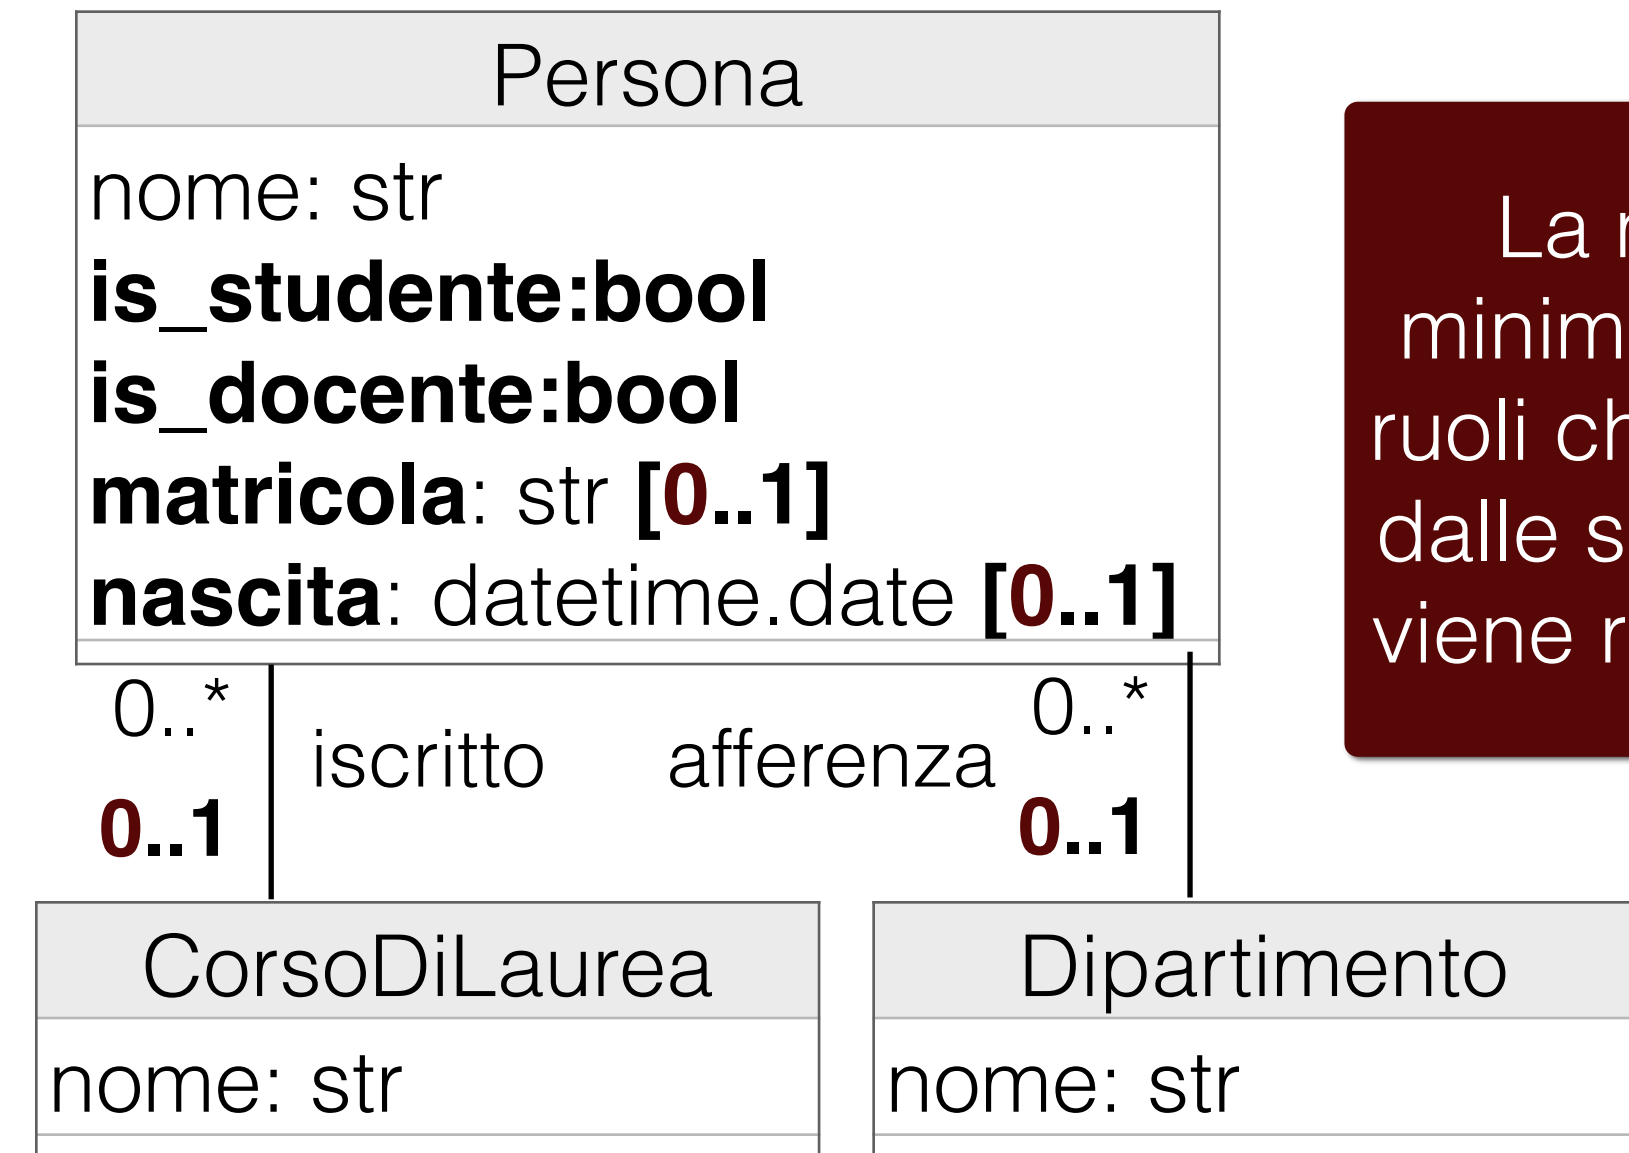 Persona
nome: str
is_studente:bool
is_docente:bool
matricola: str [0..1]
nascita: datetime.date [0..1]
0..*
iscritto
afferenza
0..*
0..1
0..1
CorsoDiLaurea
nome: str
Dipartimento
nome: str
La
minim
ruoli ch
dalle s
viene r